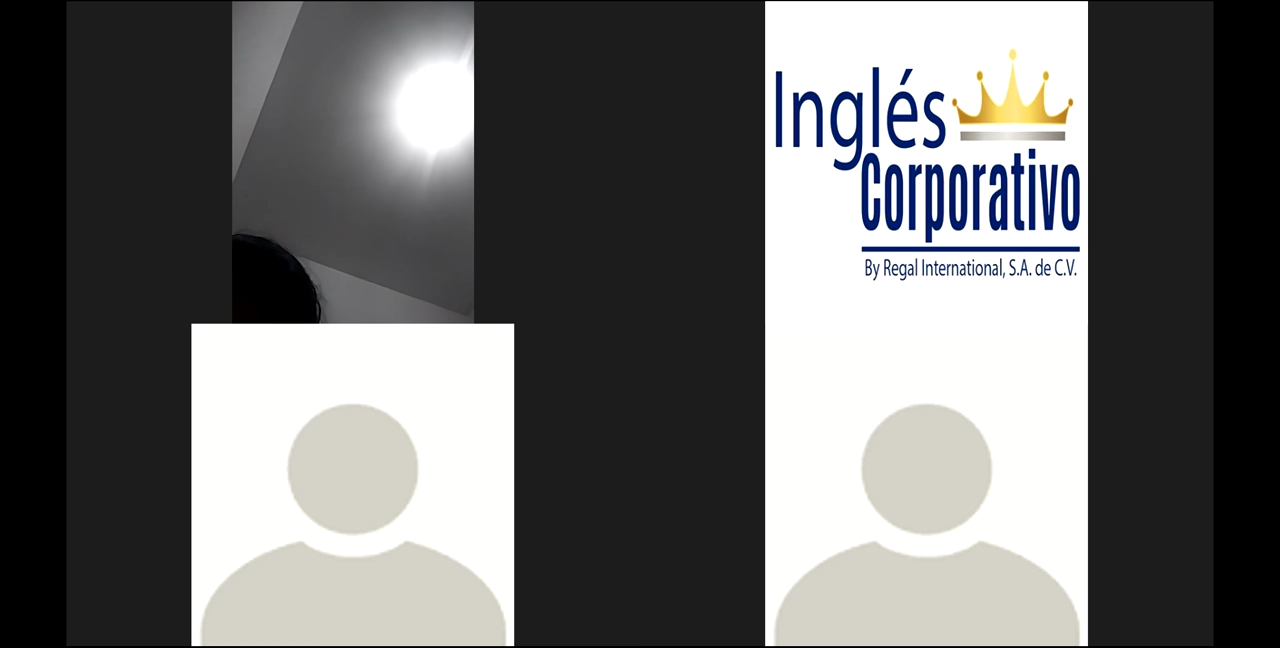 Inglés
Corporativo
By Regal International, S.A. de C.V.